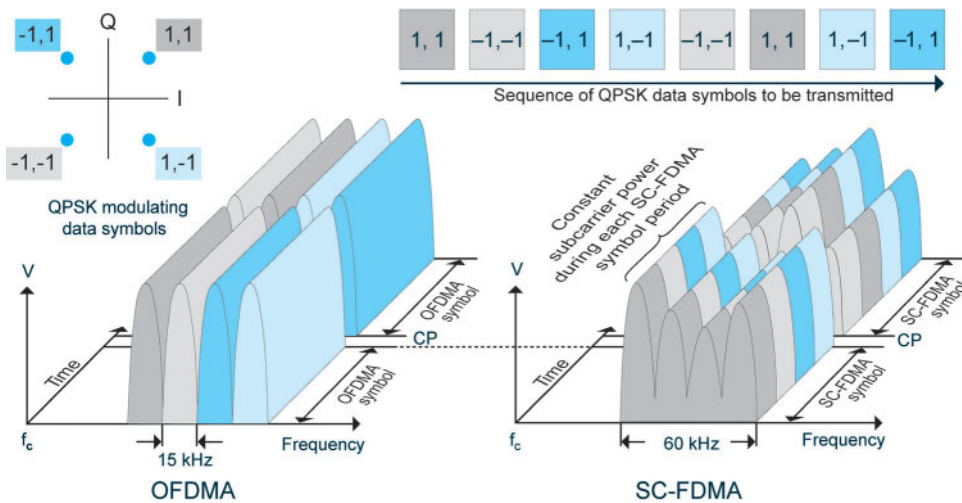 Q
-1,1
1,1
I
-1,-1
1,-1
QPSK modulating
data symbols
1, 1
–1,–1
–1, 1
1,–1
–1,–1
1, 1
1,–1
–1, 1
Sequence of QPSK data symbols to be transmitted
V
Time
fc
15 kHz
Frequency
OFDMA
symbol
CP
OFDMA
symbol
OFDMA
Constant
subcarrier power
during each SC-FDMA
symbol period
V
Time
fc
60 kHz
Frequency
SC-FDMA
symbol
CP
SC-FDMA
symbol
SC-FDMA